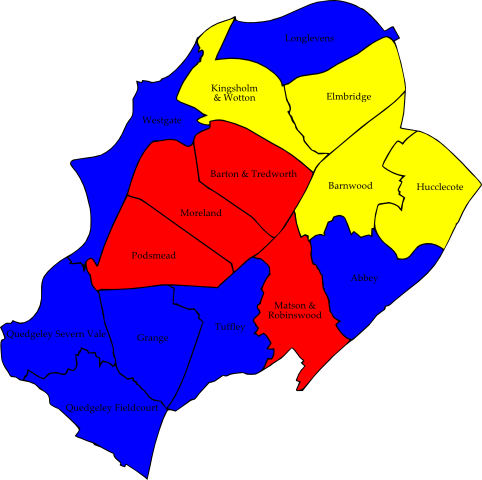 Longlevens
Kingsholm
& Wotton
Elmbridge
Westgate
Barton & Tredworth
Barnwood
Hucclecote
Moreland
Podsmead
Abbey
Matson &
Robinswood
Tuffley
Quedgeley Severn Vale
Grange
Quedgeley Fieldcourt